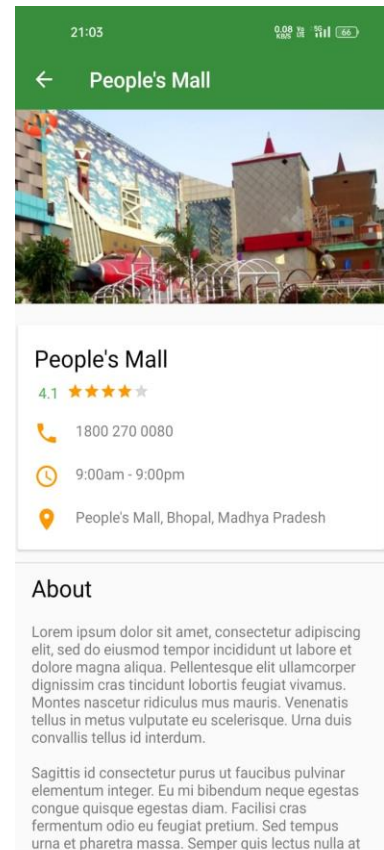 21:03
0.08 KB/S 5G 66
People's Mall
People's Mall
4.1
1800 270 0080
9:00am - 9:00pm
People's Mall, Bhopal, Madhya Pradesh
About
Lorem ipsum dolor sit amet, consectetur adipiscing
elit, sed do eiusmod tempor incididunt ut labore et
dolore magna aliqua. Pellentesque elit ullamcorper
dignissim cras tincidunt lobortis feugiat vivamus.
Montes nascetur ridiculus mus mauris. Venenatis
tellus in metus vulputate eu scelerisque. Urna duis
convallis tellus id interdum.
Sagittis id consectetur purus ut faucibus pulvinar
elementum integer. Eu mi bibendum neque egestas
congue quisque egestas diam. Facilisi cras
fermentum odio eu feugiat pretium. Sed tempus
urna et pharetra massa. Semper quis lectus nulla at